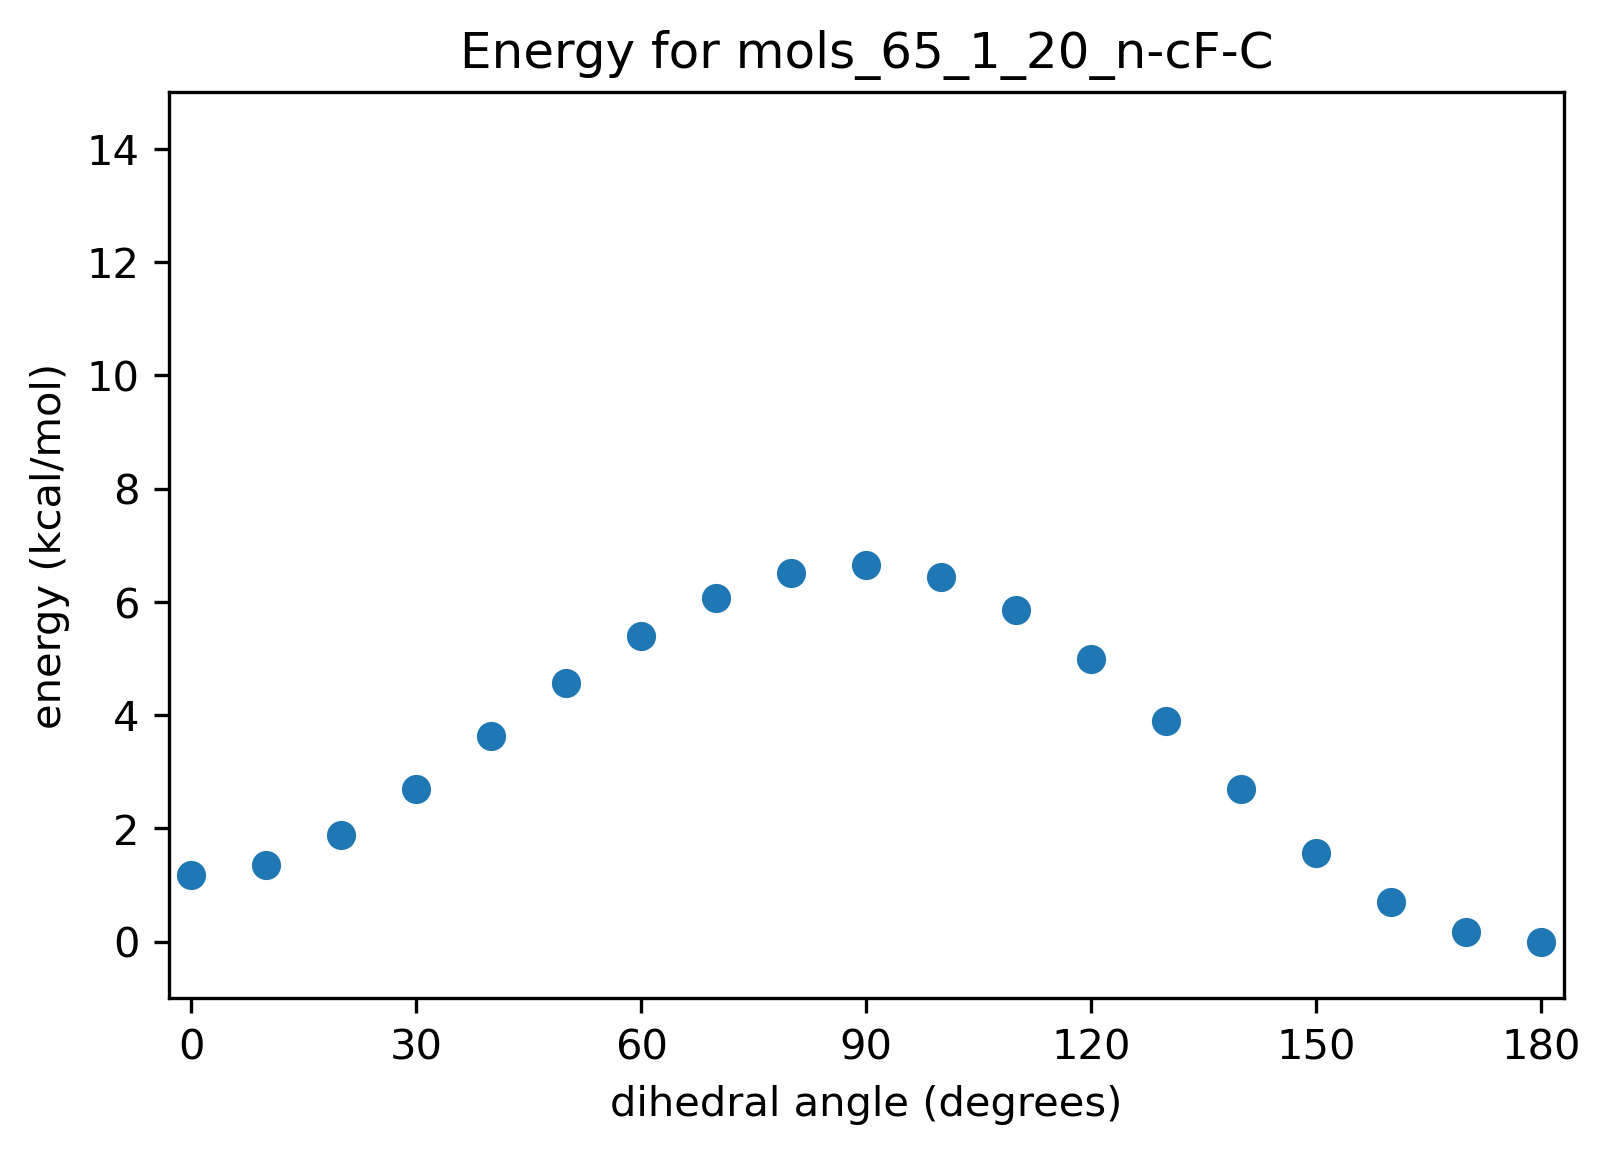 Energy for mols_65_1_20_n-cF-C
energy (kcal/mol)
14
12
10
8
6
4
2
0
0 30 60 90 120 150 180
dihedral angle (degrees)